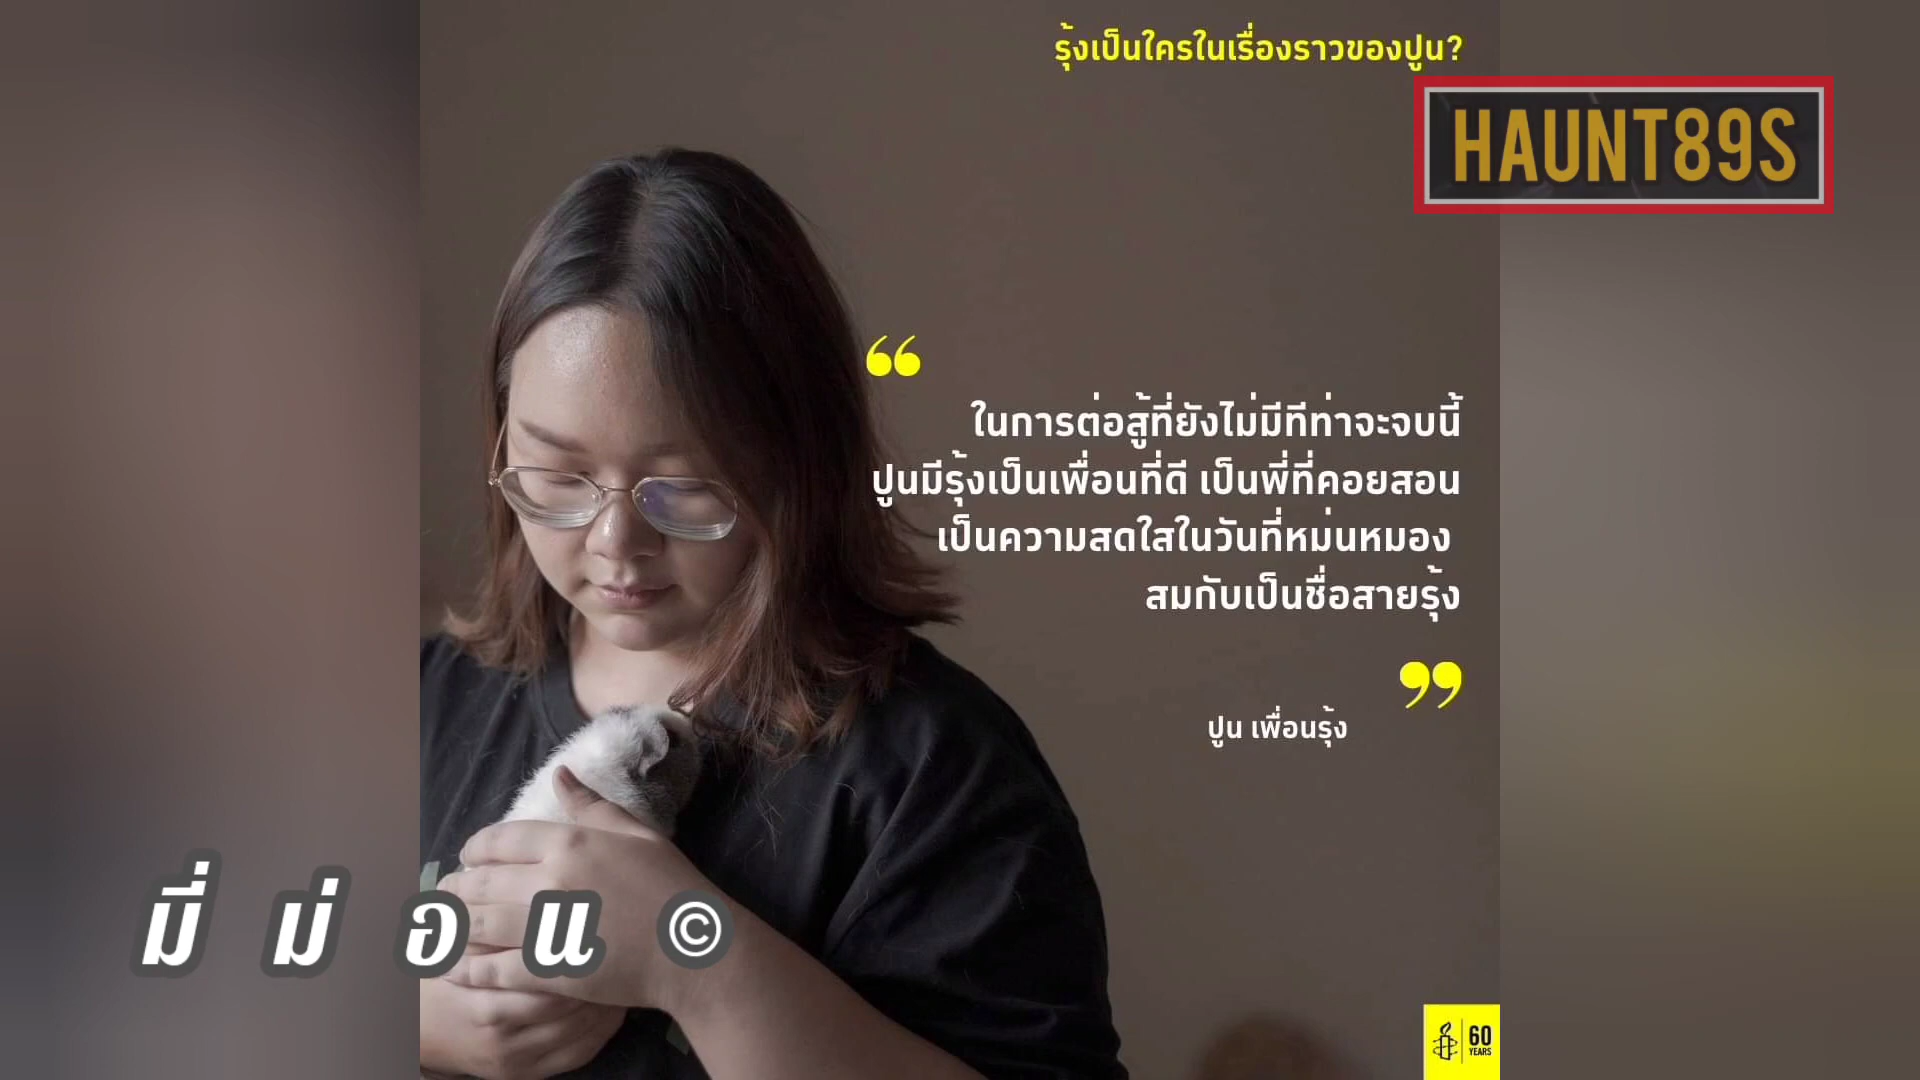 รุ้งเป็นใครในเรื่องราวของปูน?
HAUNT89S
“
ในการต่อสู้ที่ยังไม่มีทีท่าจะจบนี้
ปูนมีรุ้งเป็นเพื่อนที่ดี เป็นพี่ที่คอยสอน
เป็นความสดใสในวันที่หม่นหมอง
สมกับเป็นชื่อสายรุ้ง
”
ปูน เพื่อนรุ้ง
มี่ ม่ อ น ©
60
YEARS